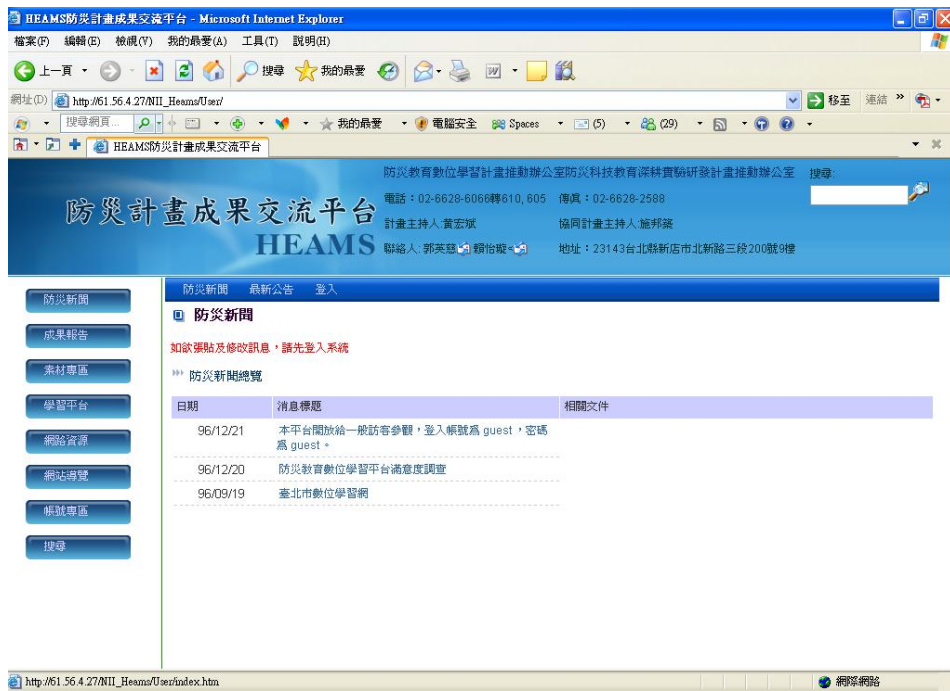 HEAMS防災計畫成果交流平台 - Microsoft Internet Explorer
檔案(F) 編輯(E) 檢視(V) 我的最愛(A) 工具(T) 說明(H)
上一頁 搜尋 我的最愛
網址(D) http://61.56.4.27/NII_Heams/User/ 移至 連結 »
搜尋網頁... 我的最愛 電腦安全 Spaces (5) (29)
HEAMS防災計畫成果交流平台
防災教育數位學習計畫推動辦公室防災科技教育深耕實驗研發計畫推動辦公室 搜尋:
電話：02-6628-6066轉610, 605 傳真：02-6628-2588
防災計畫成果交流平台
計畫主持人:黃宏斌 協同計畫主持人:施邦築
HEAMS
聯絡人: 郭英慈 賴怡璇 地址：23143台北縣新店市北新路三段200號9樓
防災新聞 最新公告 登入
防災新聞
成果報告
素材專區
學習平台
網路資源
網站導覽
帳號專區
搜尋
防災新聞
如欲張貼及修改訊息，請先登入系統
防災新聞總覽
日期 消息標題 相關文件
96/12/21 本平台開放給一般訪客參觀，登入帳號為 guest，密碼
為 guest。
96/12/20 防災教育數位學習平台滿意度調查
96/09/19 臺北市數位學習網
http://61.56.4.27/NII_Heams/User/index.htm 網際網路